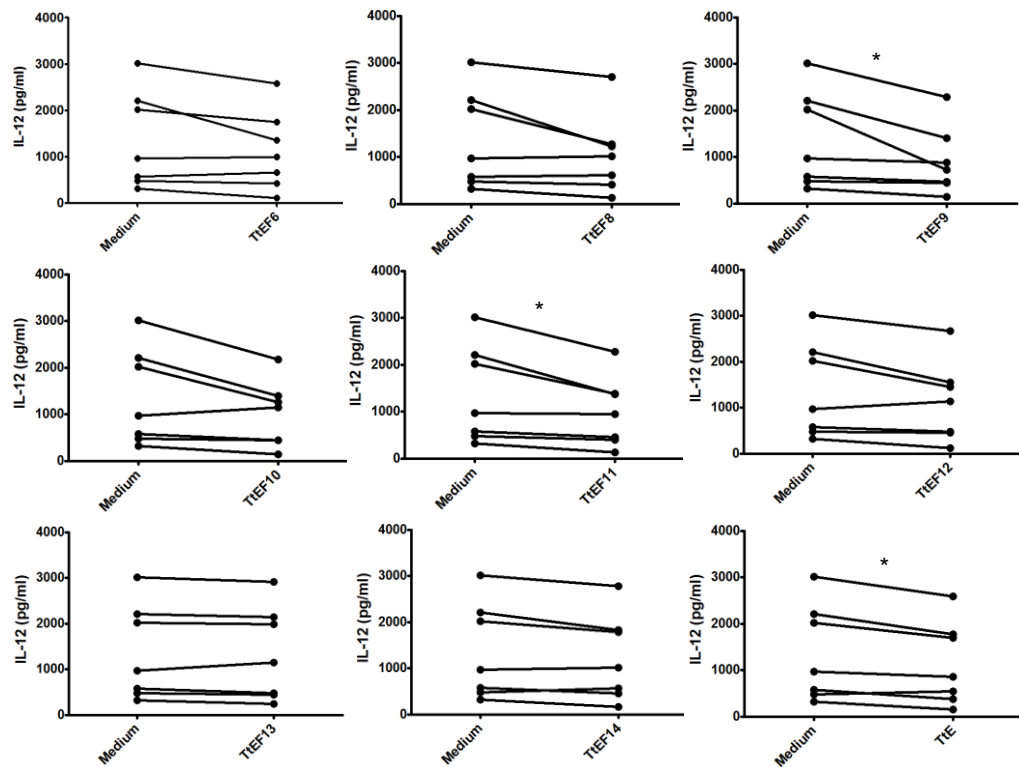 IL-12 (pg/ml)
4000
3000
2000
1000
0
Medium
TtEF6
IL-12 (pg/ml)
4000
3000
2000
1000
0
Medium
TtEF8
IL-12 (pg/ml)
4000
3000
2000
1000
0
*
Medium
TtEF9
IL-12 (pg/ml)
4000
3000
2000
1000
0
Medium
TtEF10
IL-12 (pg/ml)
4000
3000
2000
1000
0
*
Medium
TtEF11
IL-12 (pg/ml)
4000
3000
2000
1000
0
Medium
TtEF12
IL-12 (pg/ml)
4000
3000
2000
1000
0
Medium
TtEF13
IL-12 (pg/ml)
4000
3000
2000
1000
0
Medium
TtEF14
IL-12 (pg/ml)
4000
3000
2000
1000
0
*
Medium
TtE